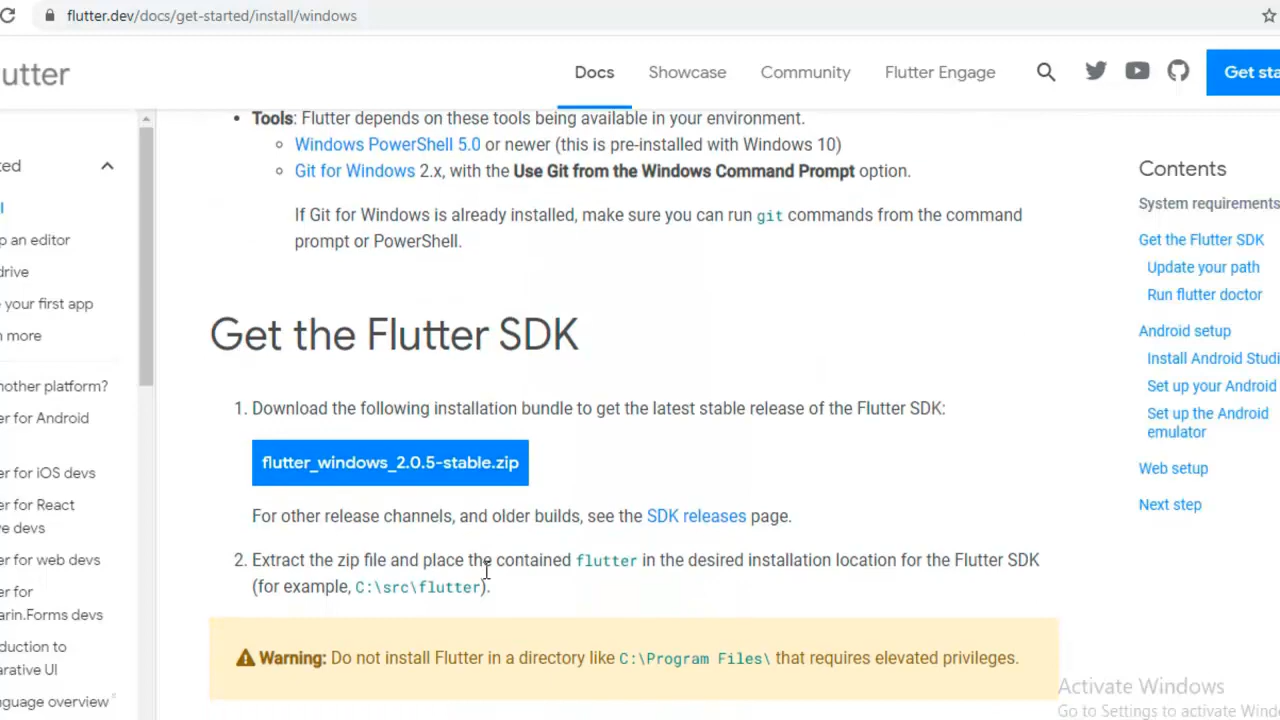 flutter.dev/docs/get-started/install/windows
utter
Docs
Showcase
Community
Flutter Engage
Get sta
ted
l
p an editor
drive
e your first app
n more
nother platform?
er for Android
er for iOS devs
er for React
ve devs
er for web devs
er for
arin.Forms devs
duction to
arative UI
nguage overview
• Tools: Flutter depends on these tools being available in your environment.
◦ Windows PowerShell 5.0 or newer (this is pre-installed with Windows 10)
◦ Git for Windows 2.x, with the Use Git from the Windows Command Prompt option.
If Git for Windows is already installed, make sure you can run git commands from the command
prompt or PowerShell.
Get the Flutter SDK
1. Download the following installation bundle to get the latest stable release of the Flutter SDK:
flutter_windows_2.0.5-stable.zip
For other release channels, and older builds, see the SDK releases page.
2. Extract the zip file and place the contained flutter in the desired installation location for the Flutter SDK
(for example, C:\src\flutter).
Warning: Do not install Flutter in a directory like C:\Program Files\ that requires elevated privileges.
Contents
System requirements
Get the Flutter SDK
Update your path
Run flutter doctor
Android setup
Install Android Studi
Set up your Android
Set up the Android
emulator
Web setup
Next step
Activate Windows
Go to Settings to activate Wind